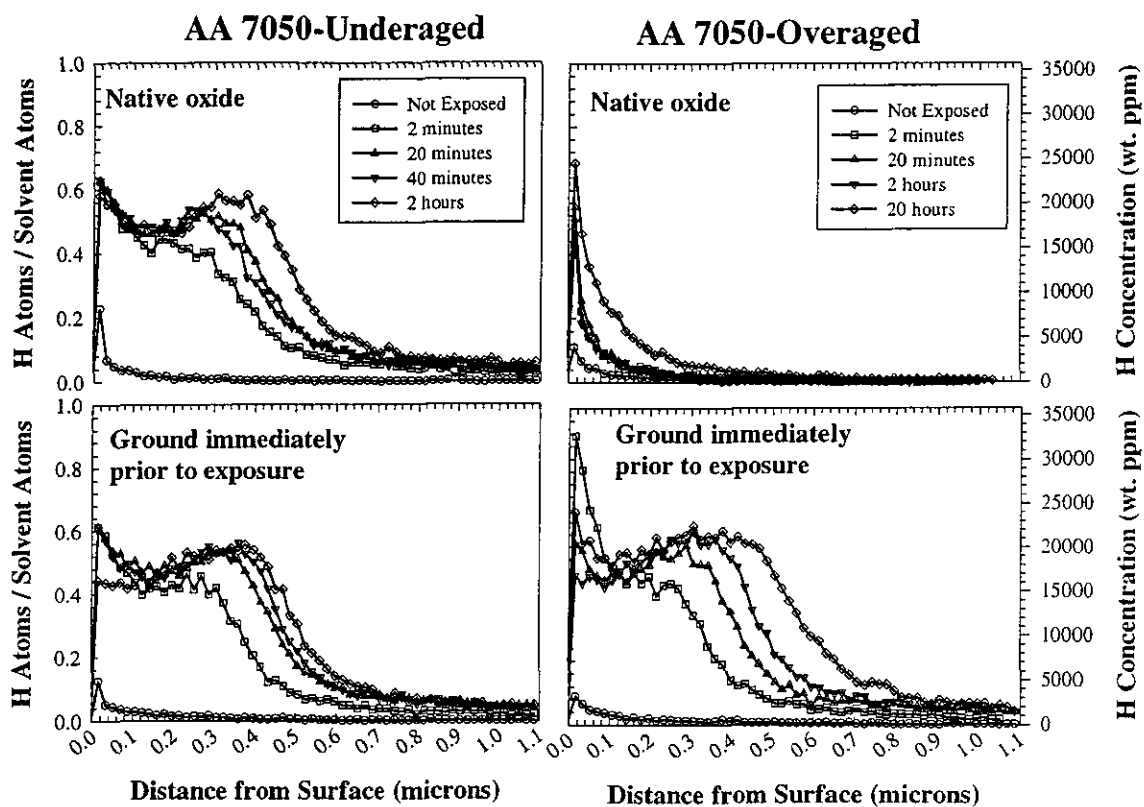 AA 7050-Underaged
AA 7050-Overaged
H Atoms / Solvent Atoms
1.0
0.8
0.6
0.4
0.2
0.0
Native oxide
Not Exposed
2 minutes
20 minutes
40 minutes
2 hours
Native oxide
Not Exposed
2 minutes
20 minutes
2 hours
20 hours
35000
30000
25000
20000
15000
10000
5000
0
H Concentration (wt. ppm)
H Atoms / Solvent Atoms
1.0
0.8
0.6
0.4
0.2
0.0
Ground immediately
prior to exposure
Ground immediately
prior to exposure
35000
30000
25000
20000
15000
10000
5000
0
H Concentration (wt. ppm)
0.0 0.1 0.2 0.3 0.4 0.5 0.6 0.7 0.8 0.9 1.0 1.1
0.0 0.1 0.2 0.3 0.4 0.5 0.6 0.7 0.8 0.9 1.0 1.1
Distance from Surface (microns)
Distance from Surface (microns)